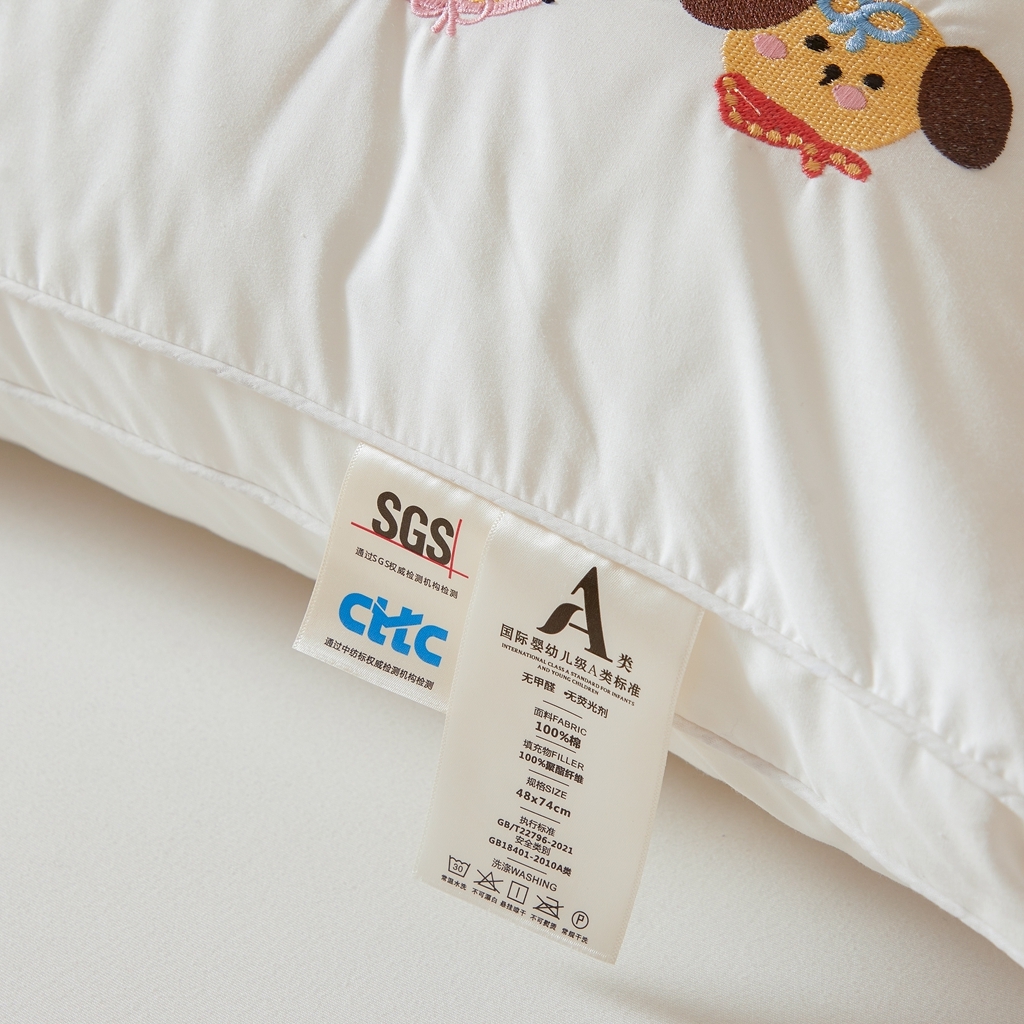 SGS
通过SGS权威检测机构检测
CTTC
通过中纺标权威检测机构检测
A类
国际婴幼儿级A类标准
INTERNATIONAL CLASS A STANDARD FOR INFANTS
AND YOUNG CHILDREN
无甲醛 ·无荧光剂
面料FABRIC
100%棉
填充物FILLER
100%聚酯纤维
规格SIZE
48x74cm
执行标准
GB/T22796-2021
安全类别
GB18401-2010A类
洗涤WASHING
30 P
常温水洗 不可漂白 悬挂晾干 不可熨烫 常规干洗